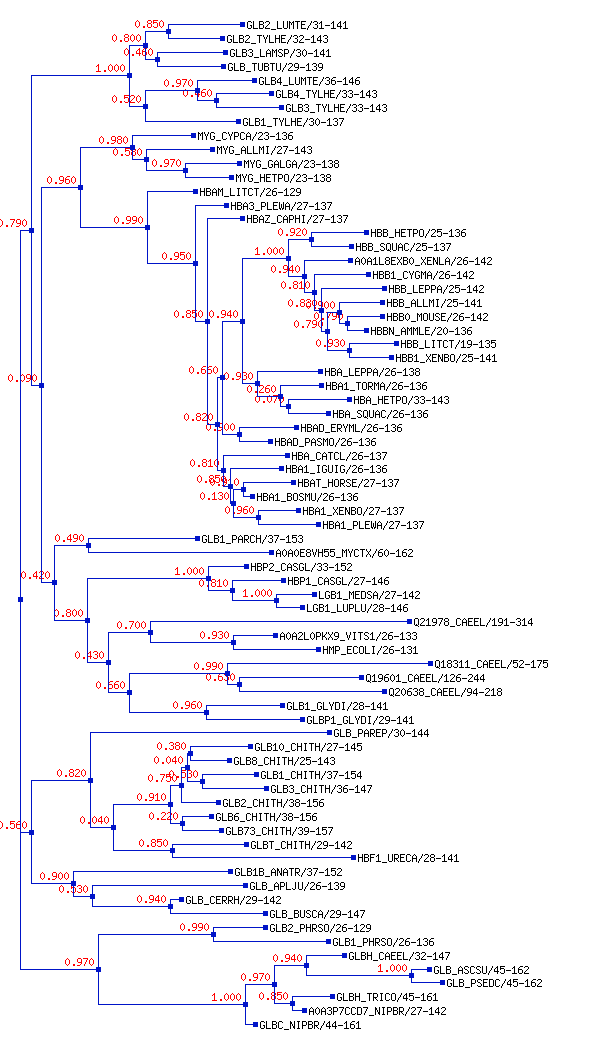 0.850
GLB2_LUMTE/31-141
0.800
GLB2_TYLHE/32-143
GLB3_LAMSP/30-141
0.460
GLB_TUBTU/29-139
1.000
GLB4_LUMTE/36-146
0.970
GLB4_TYLHE/33-143
0.460
GLB3_TYLHE/33-143
0.520
GLB1_TYLHE/30-137
MYG_CYPCA/23-136
0.980
MYG_ALLMI/27-143
MYG_GALGA/23-138
0.970
MYG_HETPO/23-138
0.960
HBAM_LITCT/26-129
HBA3_PLEWA/27-137
HBAZ_CAPHI/27-137
0.990
0.790
HBB_HETPO/25-136
0.920
HBB_SQUAC/25-137
1.000
0.950
A0A1L8EXB0_XENLA/26-142
0.940
HBB1_CYGMA/26-142
0.810
HBB_LEPPA/25-142
HBB_ALLMI/25-141
0.900
HBB0_MOUSE/26-142
0.850
0.940
HBBN_AMMLE/20-136
0.790
HBB_LITCT/19-135
0.930
HBB1_XENBO/25-141
HBA_LEPPA/26-138
0.660
0.930
0.090
HBA1_TORMA/26-136
0.260
HBA_HETPO/33-143
HBA_SQUAC/26-136
0.820
HBAD_ERYML/26-136
HBAD_PASMO/26-136
HBA_CATCL/26-137
0.810
HBA1_IGUIG/26-136
HBAT_HORSE/27-137
HBA1_BOSMU/26-136
0.130
HBA1_XENBO/27-137
0.960
HBA1_PLEWA/27-137
GLB1_PARCH/37-153
0.490
A0A0E8VH55_MYCTX/60-162
HBP2_CASGL/33-152
1.000
0.420
HBP1_CASGL/27-146
0.810
LGB1_MEDSA/27-142
1.000
LGB1_LUPLU/28-146
0.800
Q21978_CAEEL/191-314
0.700
A0A2L0PKX9_VITS1/26-133
0.930
HMP_ECOLI/26-131
0.430
Q18311_CAEEL/52-175
0.990
Q19601_CAEEL/126-244
0.630
Q20638_CAEEL/94-218
0.660
GLB1_GLYDI/28-141
0.960
GLBP1_GLYDI/29-141
GLB_PAREP/30-144
GLB10_CHITH/27-145
0.380
GLB8_CHITH/25-143
0.040
GLB1_CHITH/37-154
0.820
GLB3_CHITH/36-147
GLB2_CHITH/38-156
0.910
GLB6_CHITH/38-156
0.220
0.040
GLB73_CHITH/39-157
0.560
GLBT_CHITH/29-142
0.850
HBF1_URECA/28-141
GLB1B_ANATR/37-152
0.900
GLB_APLJU/26-139
0.530
GLB_CERRH/29-142
0.940
GLB_BUSCA/29-147
GLB2_PHRSO/26-129
0.990
GLB1_PHRSO/26-136
GLBH_CAEEL/32-147
0.940
0.970
GLB_ASCSU/45-162
1.000
GLB_PSEDC/45-162
0.970
GLBH_TRICO/45-161
0.850
1.000
A0A3P7CCD7_NIPBR/27-142
GLBC_NIPBR/44-161